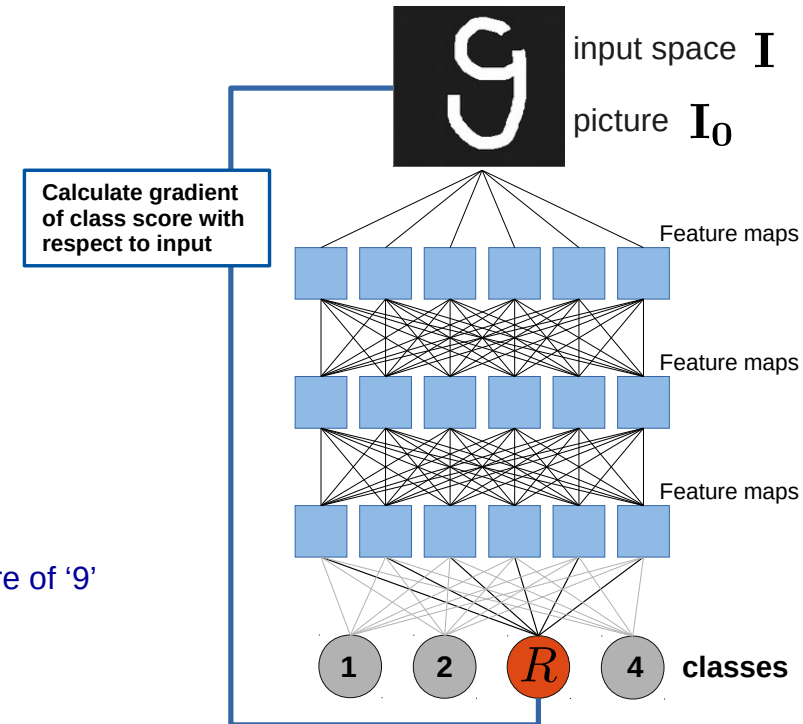 9
input space I
picture I₀
Calculate gradient
of class score with
respect to input
Feature maps
Feature maps
Feature maps
re of ‘9’
1 2 R 4 classes